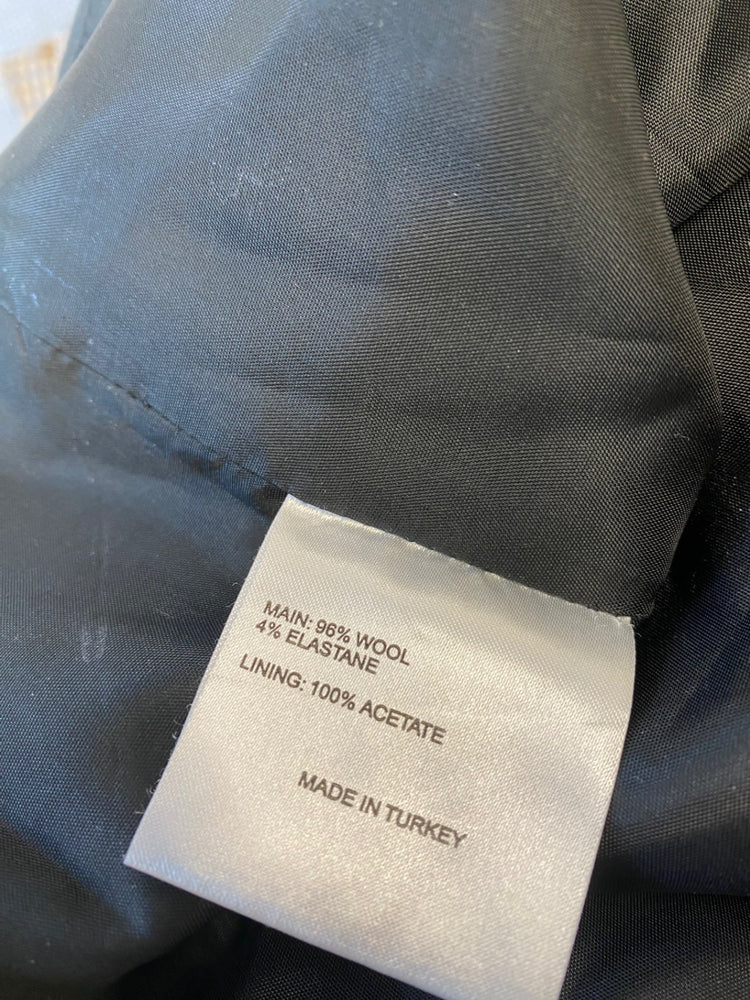 MAIN: 96% WOOL
4% ELASTANE
LINING: 100% ACETATE
MADE IN TURKEY